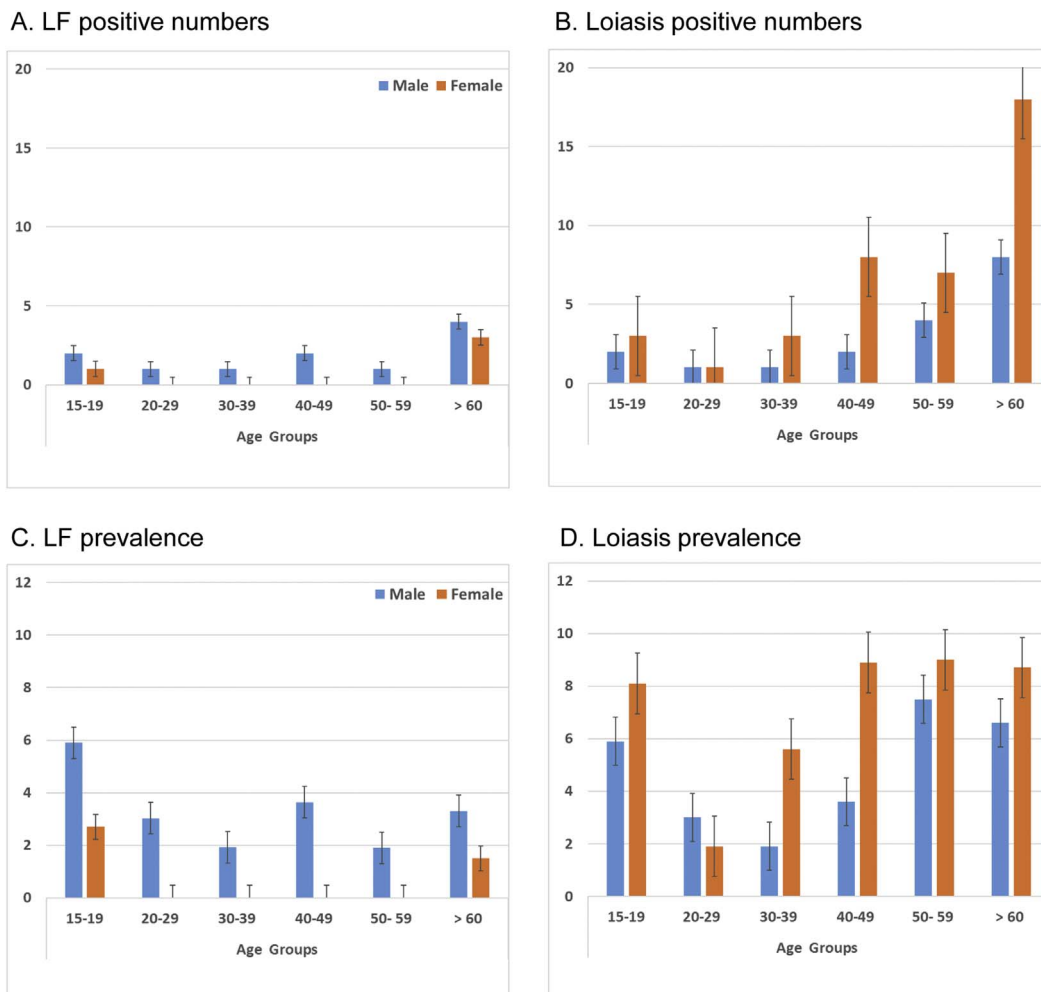 A. LF positive numbers
20
15
10
5
0
Male Female
15-19 20-29 30-39 40-49 50- 59 > 60
Age Groups
B. Loiasis positive numbers
20
15
10
5
0
15-19 20-29 30-39 40-49 50- 59 > 60
Age Groups
C. LF prevalence
12
10
8
6
4
2
0
Male Female
15-19 20-29 30-39 40-49 50- 59 > 60
Age Groups
D. Loiasis prevalence
12
10
8
6
4
2
0
15-19 20-29 30-39 40-49 50- 59 > 60
Age Groups